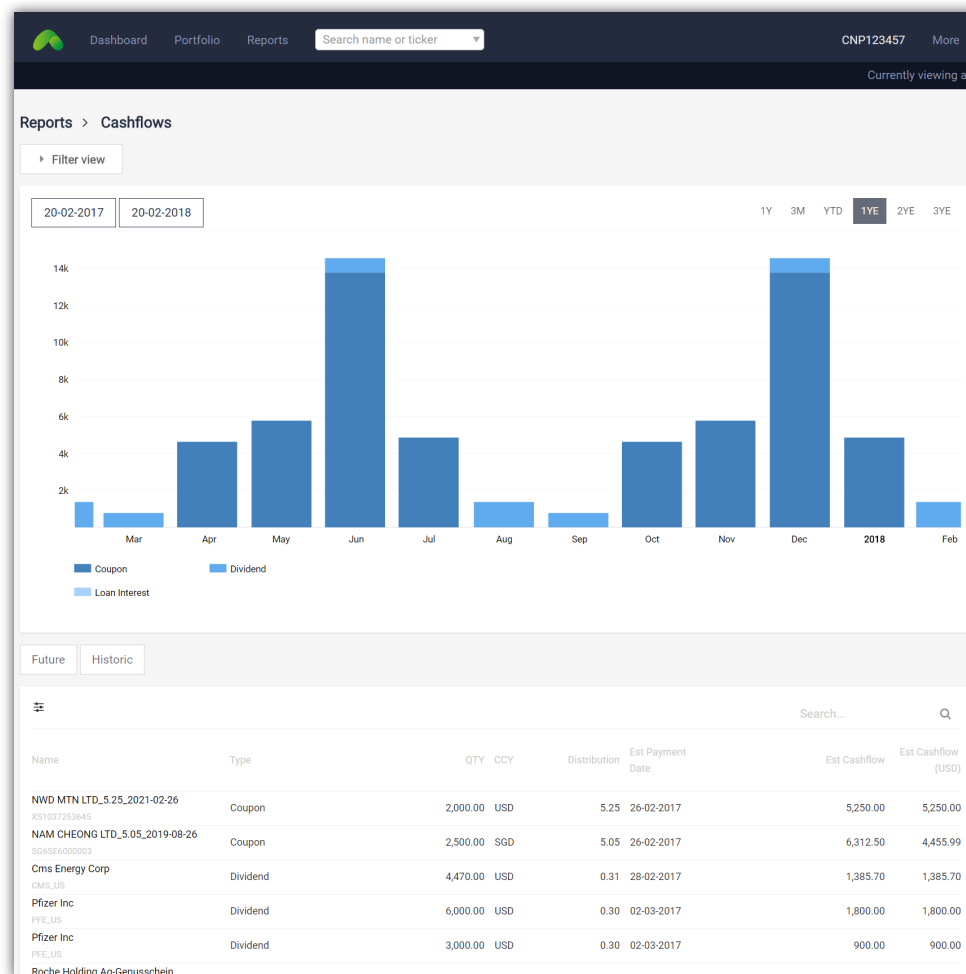 Dashboard Portfolio Reports Search name or ticker CNP123457 More
Currently viewing a
Reports > Cashflows
Filter view
20-02-2017 20-02-2018 1Y 3M YTD 1YE 2YE 3YE
14k
12k
10k
8k
6k
4k
2k
Mar Apr May Jun Jul Aug Sep Oct Nov Dec 2018 Feb
Coupon Dividend
Loan Interest
Future Historic
Search...
Name Type QTY CCY Distribution Est Payment Date Est Cashflow Est Cashflow (USD)
NWD MTN LTD_5.25_2021-02-26
XS1037253645
Coupon 2,000.00 USD 5.25 26-02-2017 5,250.00 5,250.00
NAM CHEONG LTD_5.05_2019-08-26
SG6SE6000003
Coupon 2,500.00 SGD 5.05 26-02-2017 6,312.50 4,455.99
Cms Energy Corp
CMS_US
Dividend 4,470.00 USD 0.31 28-02-2017 1,385.70 1,385.70
Pfizer Inc
PFE_US
Dividend 6,000.00 USD 0.30 02-03-2017 1,800.00 1,800.00
Pfizer Inc
PFE_US
Dividend 3,000.00 USD 0.30 02-03-2017 900.00 900.00
Roche Holding Ag-Genusschein